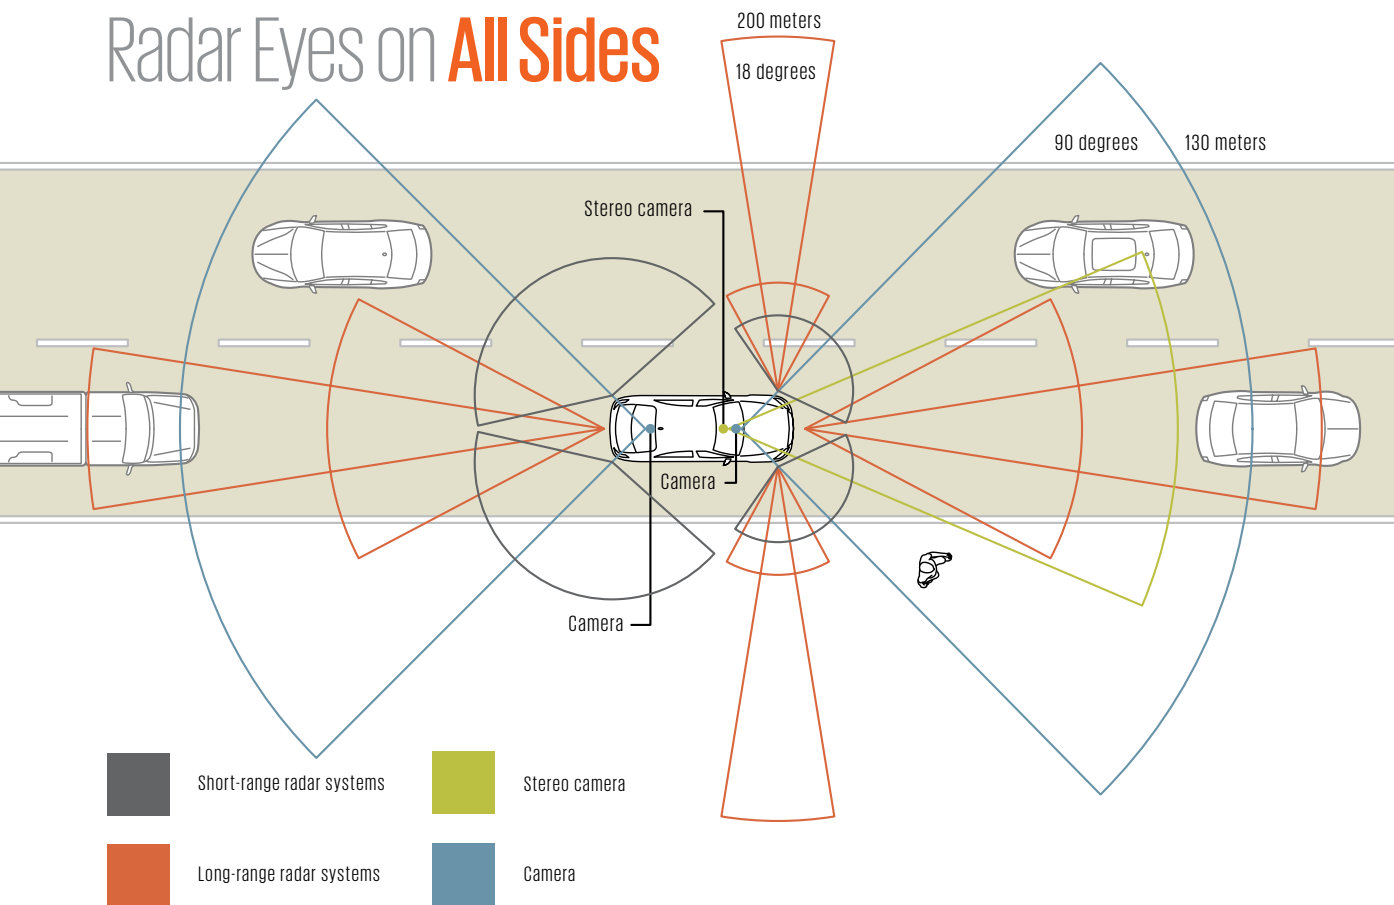 Radar Eyes on All Sides
200 meters
18 degrees
90 degrees
130 meters
Stereo camera
Camera
Camera
Short-range radar systems
Stereo camera
Long-range radar systems
Camera